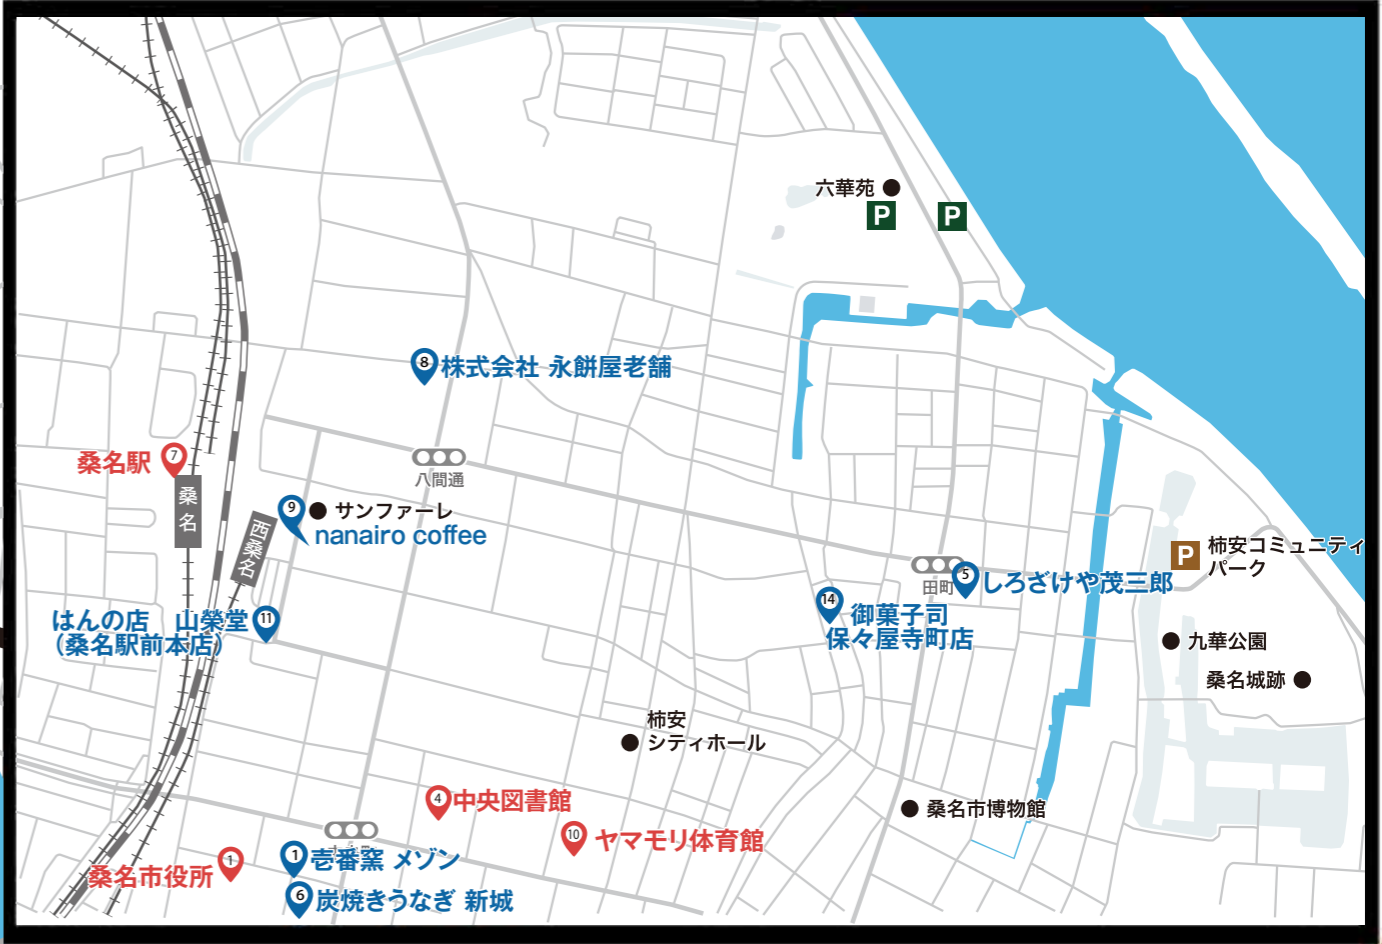 六華苑
P
P
8
株式会社 永餅屋老舗
八間通
桑名駅
7
桑名
9
サンファーレ
nanairo coffee
西桑名
はんの店　山榮堂
（桑名駅前本店）
11
P
柿安コミュニティ
パーク
田町
5
しろざけや茂三郎
14
御菓子司
保々屋寺町店
九華公園
桑名城跡
柿安
シティホール
4
中央図書館
10
ヤマモリ体育館
桑名市博物館
桑名市役所
1
1
壱番窯 メゾン
6
炭焼きうなぎ 新城